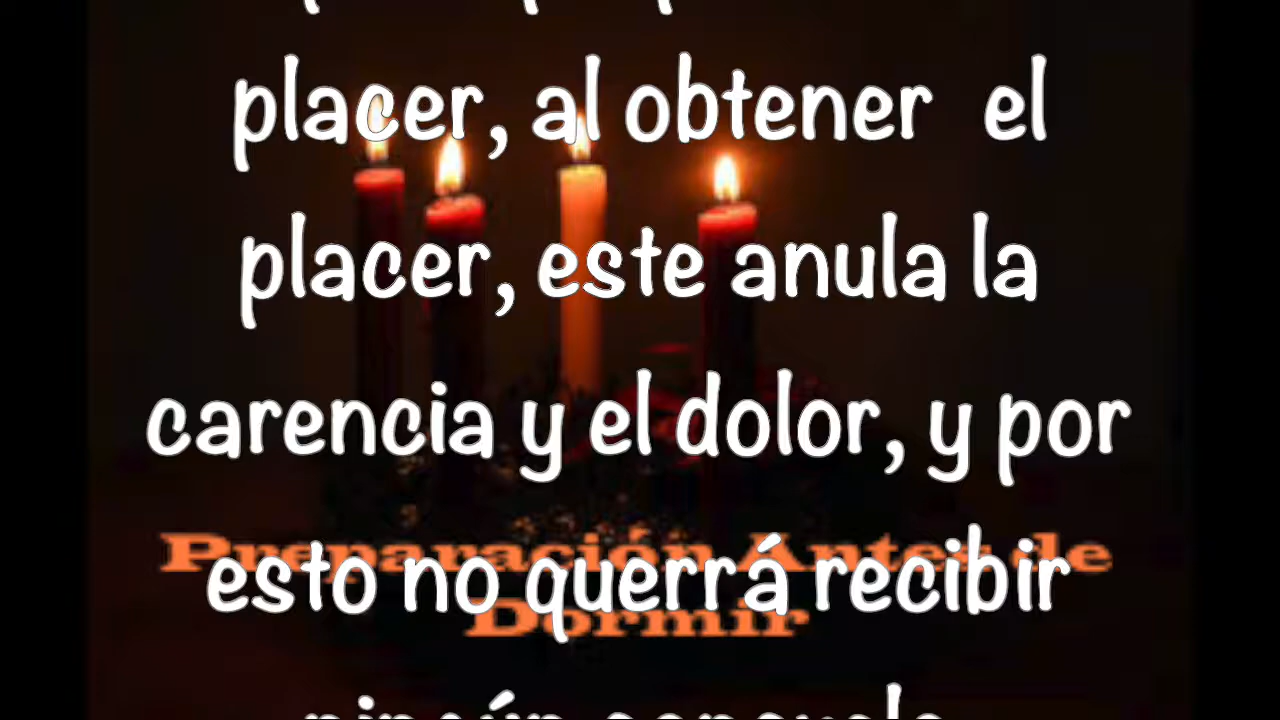 placer, al obtener el
placer, este anula la
carencia y el dolor, y por
Preparación Antes de
esto no querrá recibir
Dormir